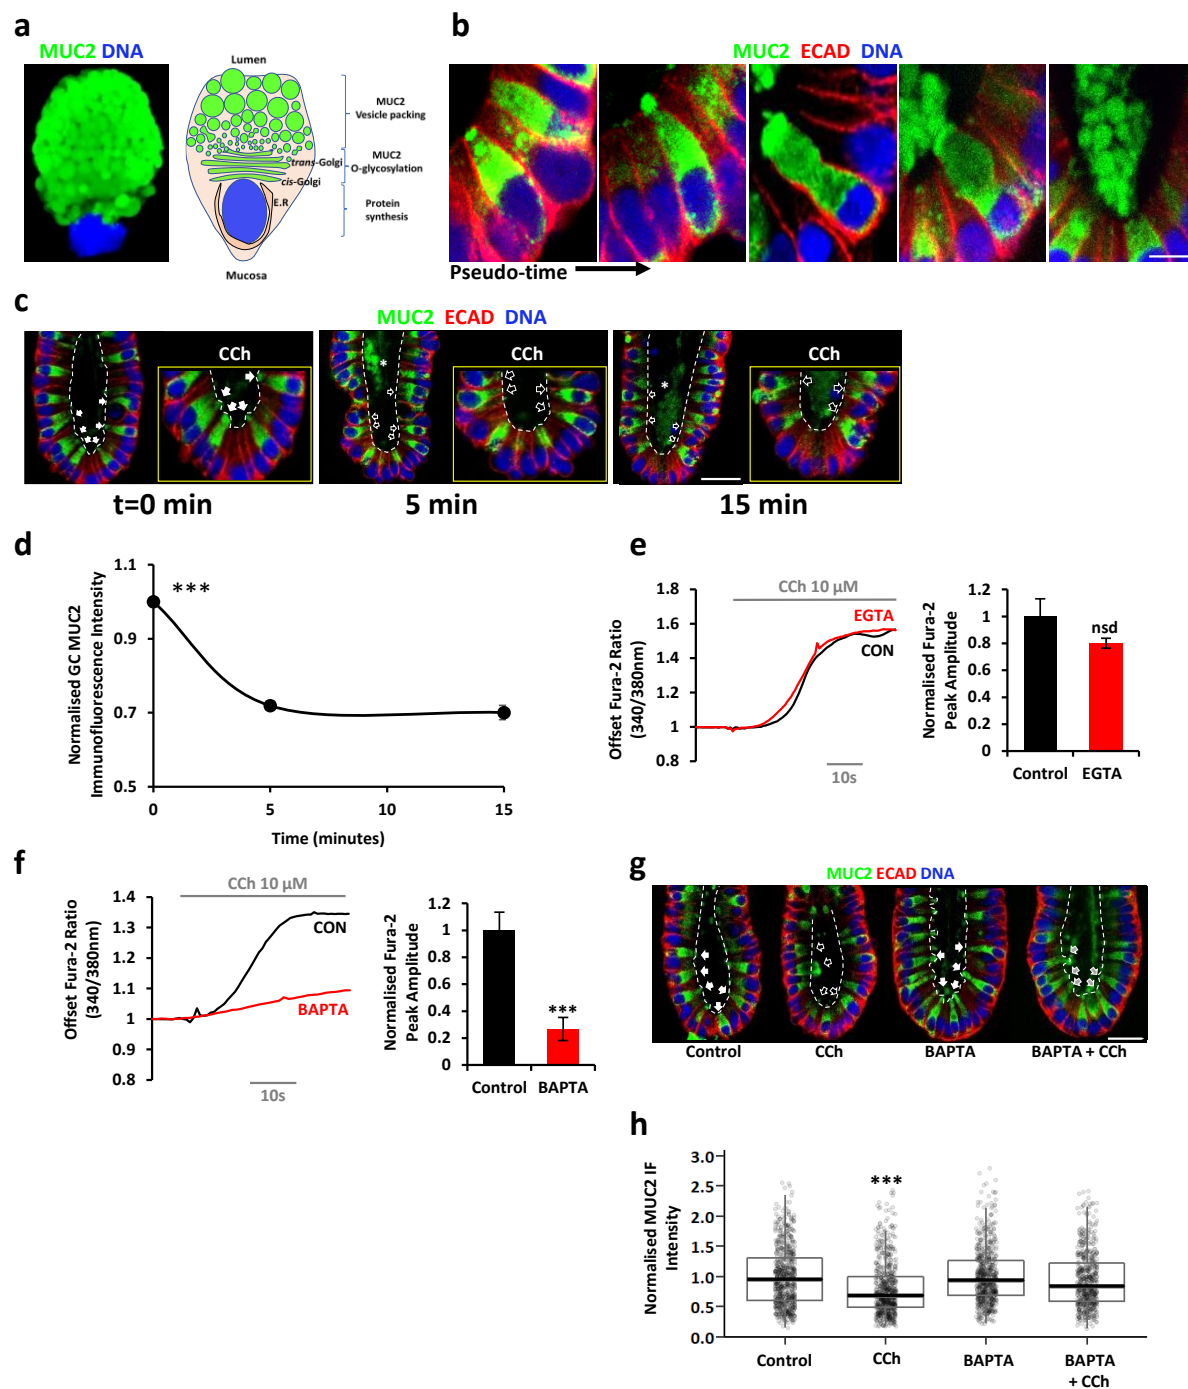 a
MUC2 DNA
Lumen
MUC2
Vesicle packing
trans-Golgi
MUC2
O-glycosylation
cis-Golgi
E.R
Protein
synthesis
Mucosa
b
MUC2 ECAD DNA
Pseudo-time
c
MUC2 ECAD DNA
CCh
CCh
CCh
*
*
t=0 min
5 min
15 min
d
Normalised GC MUC2
Immunofluorescence Intensity
1.1
0.9
0.7
0.5
***
0
5
10
15
Time (minutes)
e
Offset Fura-2 Ratio
(340/380nm)
1.8
1.6
1.4
1.2
1
0.8
CCh 10 µM
EGTA
CON
10s
Normalised Fura-2
Peak Amplitude
1.2
1
0.8
0.6
0.4
0.2
0
nsd
Control
EGTA
f
Offset Fura-2 Ratio
(340/380nm)
1.4
1.3
1.2
1.1
1
0.9
0.8
CCh 10 µM
CON
BAPTA
10s
Normalised Fura-2
Peak Amplitude
1.2
1
0.8
0.6
0.4
0.2
0
***
Control
BAPTA
g
MUC2 ECAD DNA
Control
CCh
BAPTA
BAPTA + CCh
h
Normalised MUC2 IF
Intensity
3.0
2.5
2.0
1.5
1.0
0.5
0.0
***
Control
CCh
BAPTA
BAPTA
+ CCh